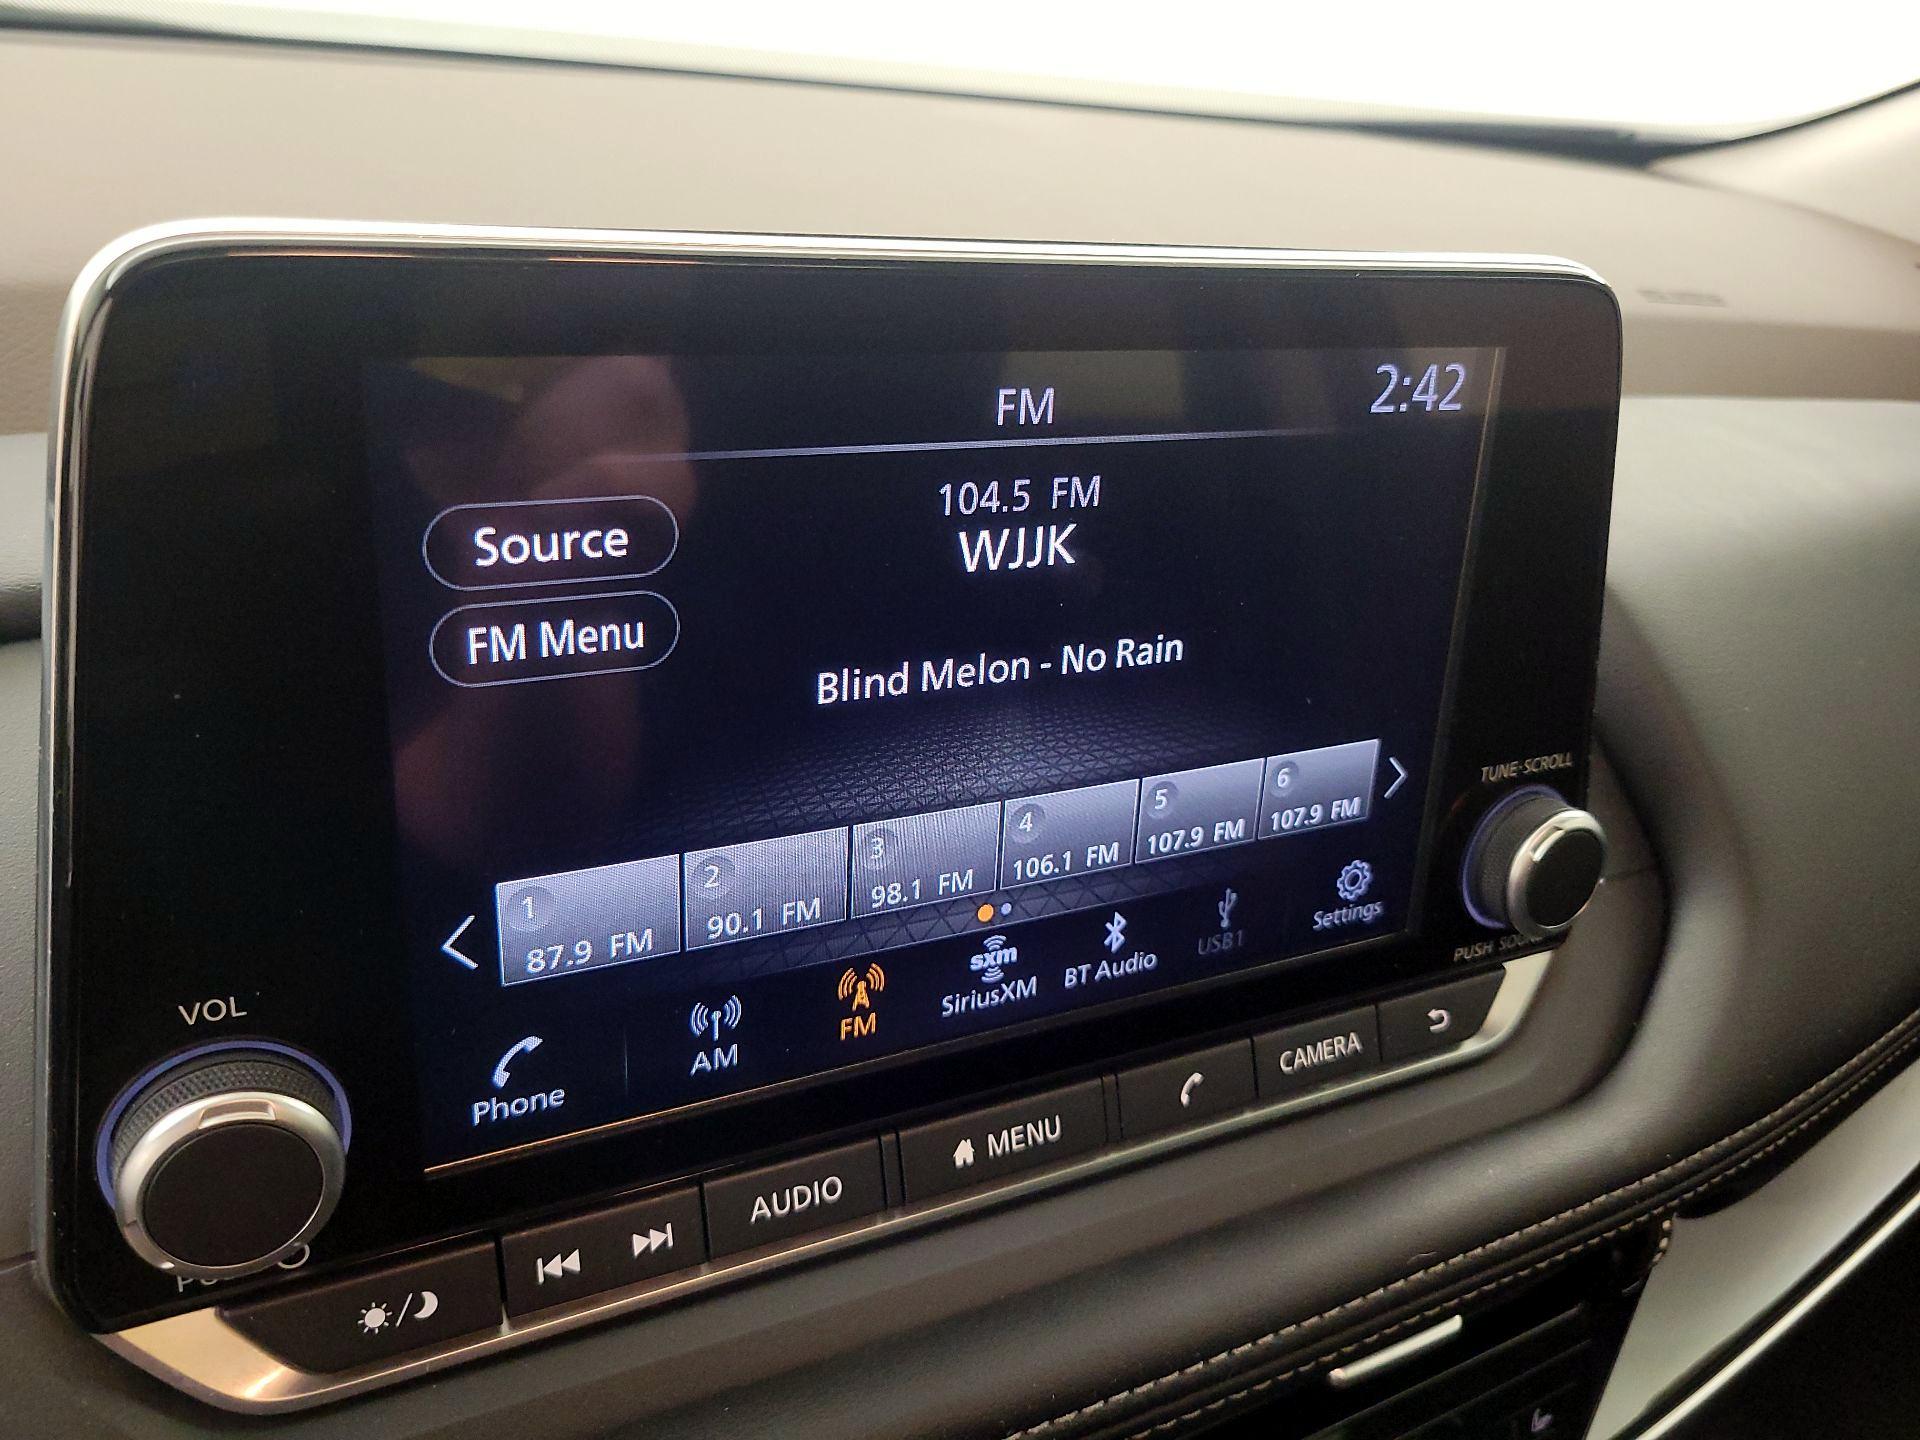 FM
2:42
104.5 FM
WJJK
Source
FM Menu
Blind Melon - No Rain
1
87.9 FM
2
90.1 FM
3
98.1 FM
4
106.1 FM
5
107.9 FM
6
107.9 FM
Phone
AM
FM
sxm
SiriusXM
BT Audio
USB1
Settings
VOL
TUNE·SCROLL
PUSH
AUDIO
MENU
CAMERA